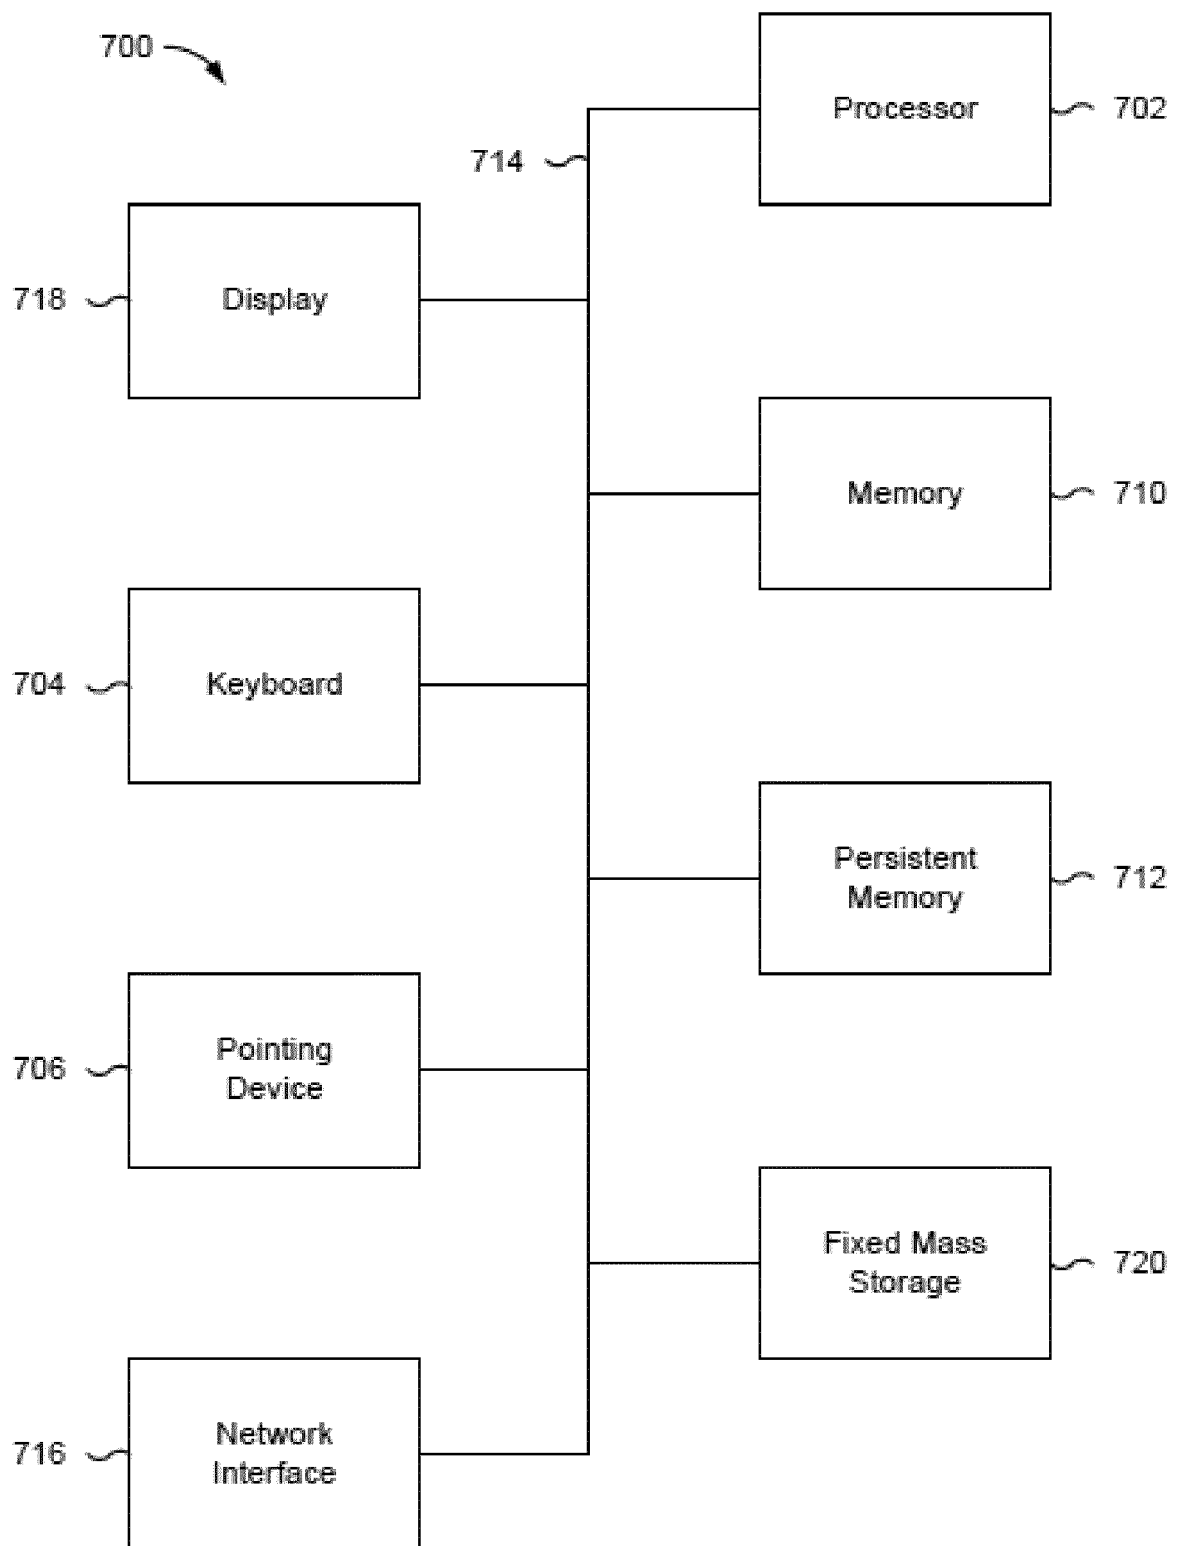 700
Processor
702
714
718
Display
Memory
710
704
Keyboard
Persistent
Memory
712
706
Pointing
Device
Fixed Mass
Storage
720
716
Network
Interface